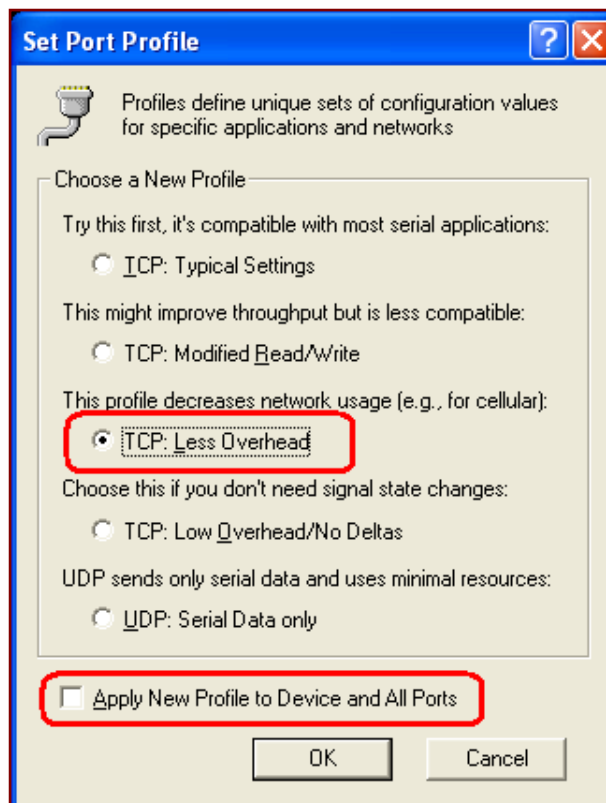 Set Port Profile
?
X
Profiles define unique sets of configuration values
for specific applications and networks
Choose a New Profile
Try this first, it's compatible with most serial applications:
TCP: Typical Settings
This might improve throughput but is less compatible:
TCP: Modified Read/Write
This profile decreases network usage (e.g., for cellular):
TCP: Less Overhead
Choose this if you don't need signal state changes:
TCP: Low Overhead/No Deltas
UDP sends only serial data and uses minimal resources:
UDP: Serial Data only
Apply New Profile to Device and All Ports
OK
Cancel